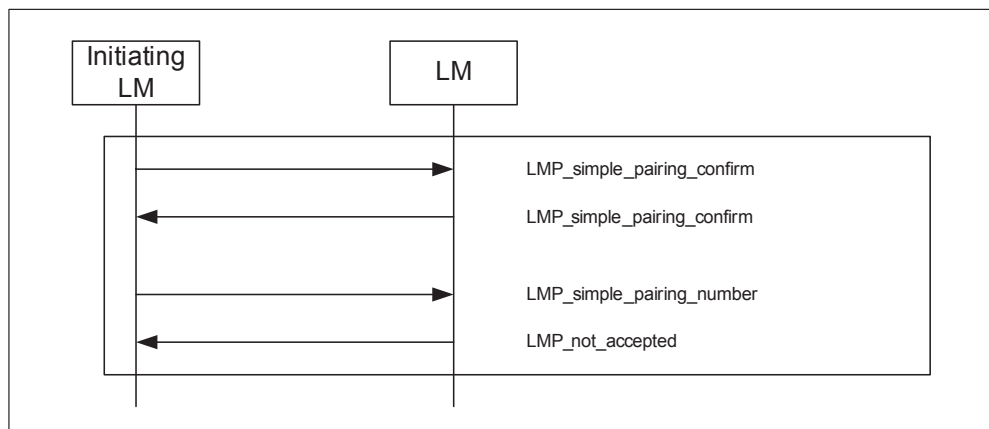 Initiating
LM
LM
LMP_simple_pairing_confirm
LMP_simple_pairing_confirm
LMP_simple_pairing_number
LMP_not_accepted